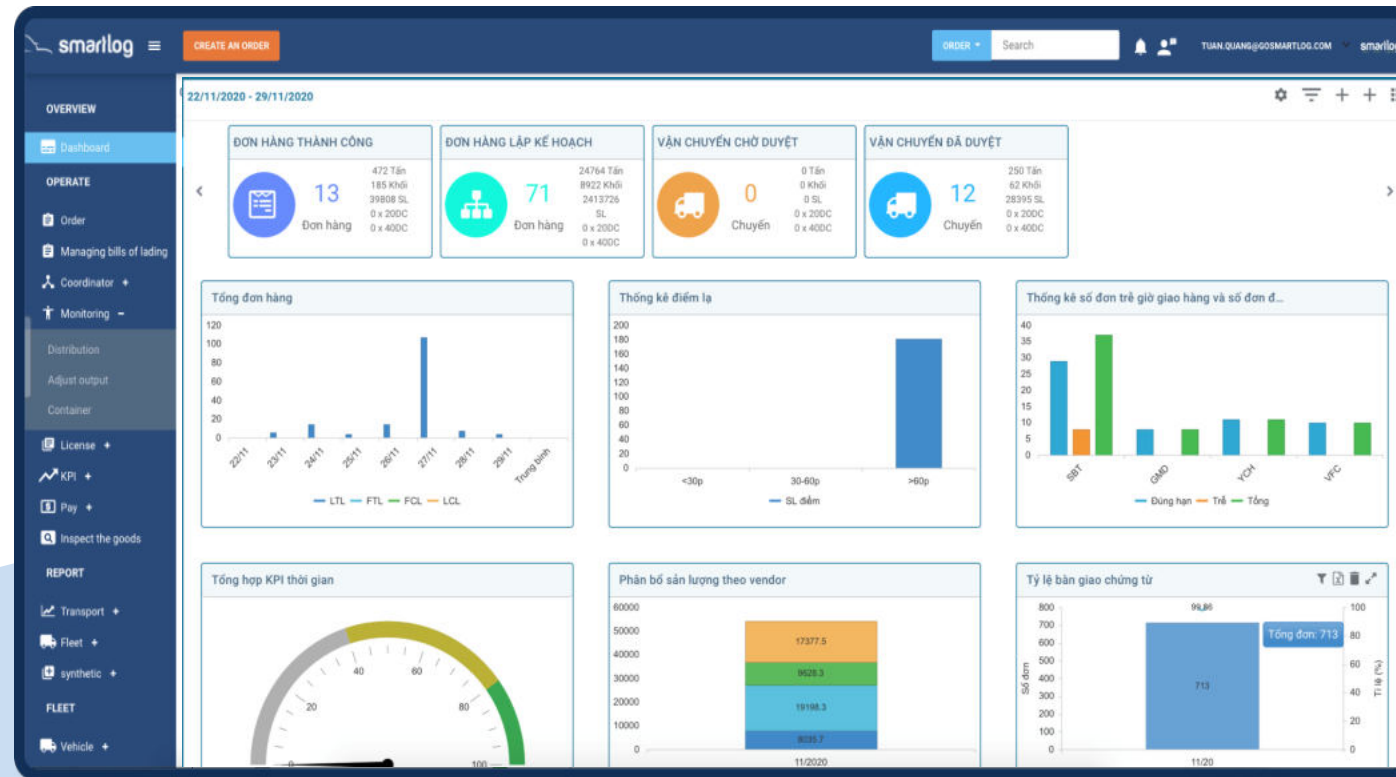 smartlog
CREATE AN ORDER
ORDER
Search
TUAN.QUANG@GOSMARTLOG.COM
OVERVIEW
Dashboard
OPERATE
Order
Managing bills of lading
Coordinator +
Monitoring –
Distribution
Adjust output
Container
License +
KPI +
Pay +
Inspect the goods
REPORT
Transport +
Fleet +
synthetic +
FLEET
Vehicle +
22/11/2020 - 29/11/2020
ĐƠN HÀNG THÀNH CÔNG
13
Đơn hàng
472 Tấn
185 Khối
39808 SL
0 x 20DC
0 x 40DC
ĐƠN HÀNG LẬP KẾ HOẠCH
71
Đơn hàng
24764 Tấn
8922 Khối
2413726
SL
0 x 20DC
0 x 40DC
VẬN CHUYỂN CHỜ DUYỆT
0
Chuyến
0 Tấn
0 Khối
0 SL
0 x 20DC
0 x 40DC
VẬN CHUYỂN ĐÃ DUYỆT
12
Chuyến
250 Tấn
62 Khối
28395 SL
0 x 20DC
0 x 40DC
Tổng đơn hàng
120
100
80
60
40
20
0
22/11 23/11 24/11 25/11 26/11 27/11 28/11 29/11 Trung bình
LTL FTL FCL LCL
Thống kê điểm lạ
200
180
160
140
120
100
80
60
40
20
0
<30p 30-60p >60p
SL điểm
Thống kê số đơn trễ giờ giao hàng và số đơn đ...
40
35
30
25
20
15
10
5
0
SBT GMD YCH VFC
Đúng hạn Trễ Tổng
Tổng hợp KPI thời gian
0 20 40 60 80 100
Phân bổ sản lượng theo vendor
60000
50000
40000
30000
20000
10000
0
17377.5
9628.3
19198.3
8035.7
11/2020
Tỷ lệ bàn giao chứng từ
Số đơn
800
700
600
500
400
300
200
100
0
99.86
Tổng đơn: 713
713
11/20
100
80
60
40
20
0
Tỉ lệ (%)